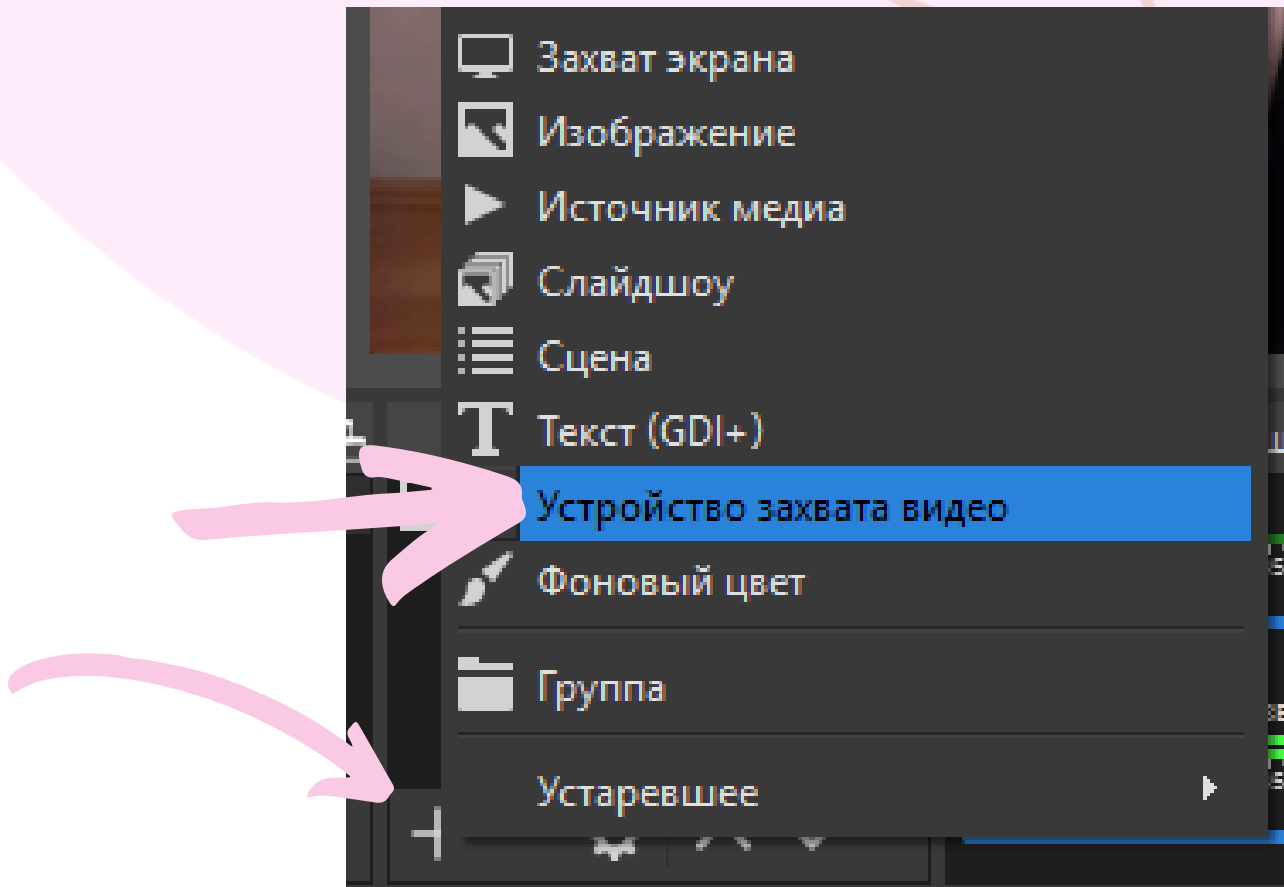 Захват экрана
Изображение
Источник медиа
Слайдшоу
Сцена
Текст (GDI+)
Устройство захвата видео
Фоновый цвет
Группа
Устаревшее